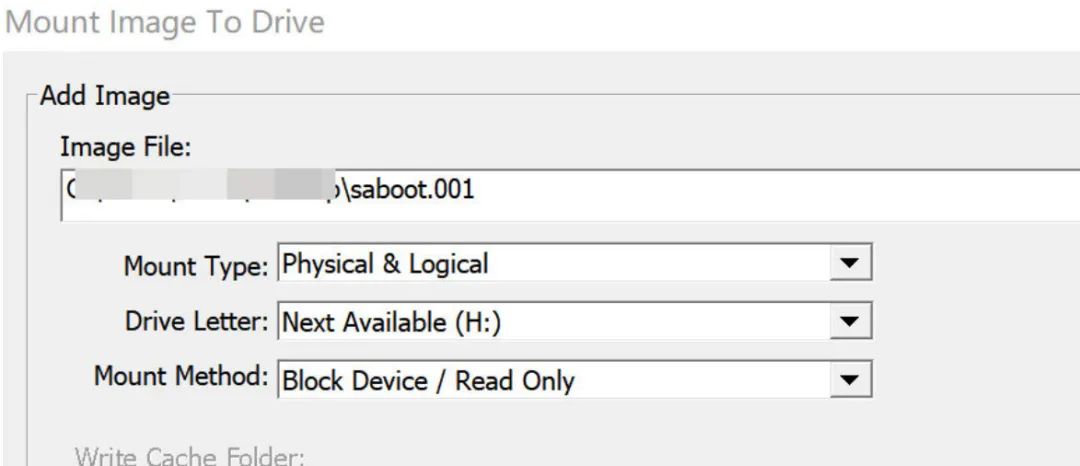 Mount Image To Drive
Add Image
Image File:
\saboot.001
Mount Type: Physical & Logical
Drive Letter: Next Available (H:)
Mount Method: Block Device / Read Only
Write Cache Folder: